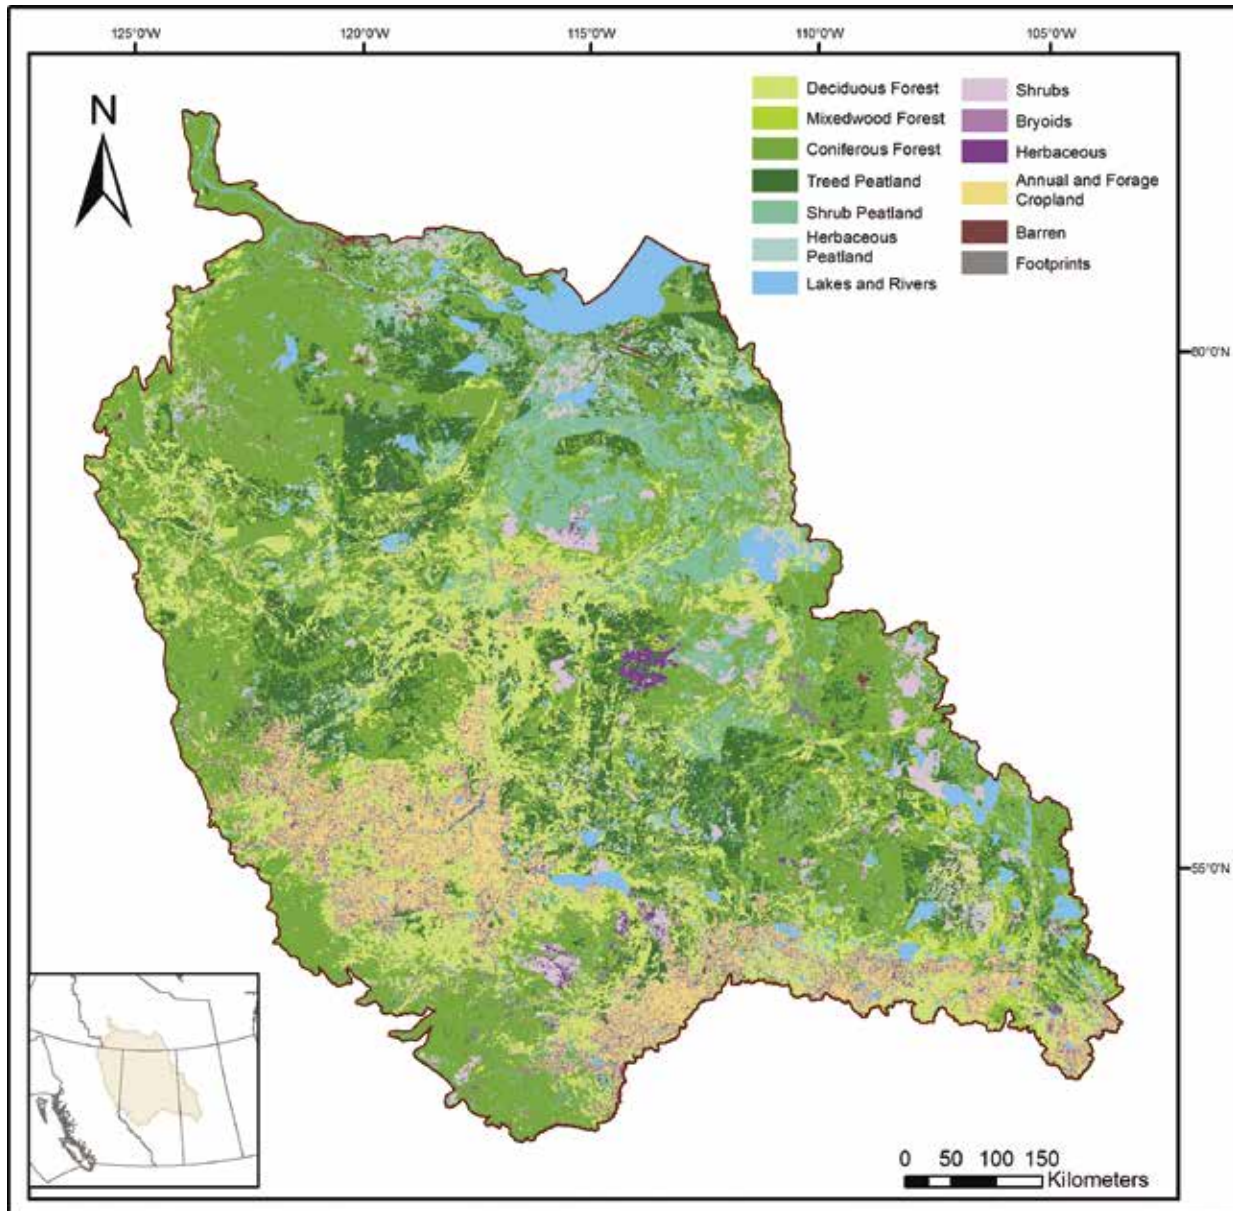 125°0'W
120°0'W
115°0'W
110°0'W
105°0'W
N
Deciduous Forest
Mixedwood Forest
Coniferous Forest
Treed Peatland
Shrub Peatland
Herbaceous
Peatland
Lakes and Rivers
Shrubs
Bryoids
Herbaceous
Annual and Forage
Cropland
Barren
Footprints
60°0'N
55°0'N
0 50 100 150
Kilometers